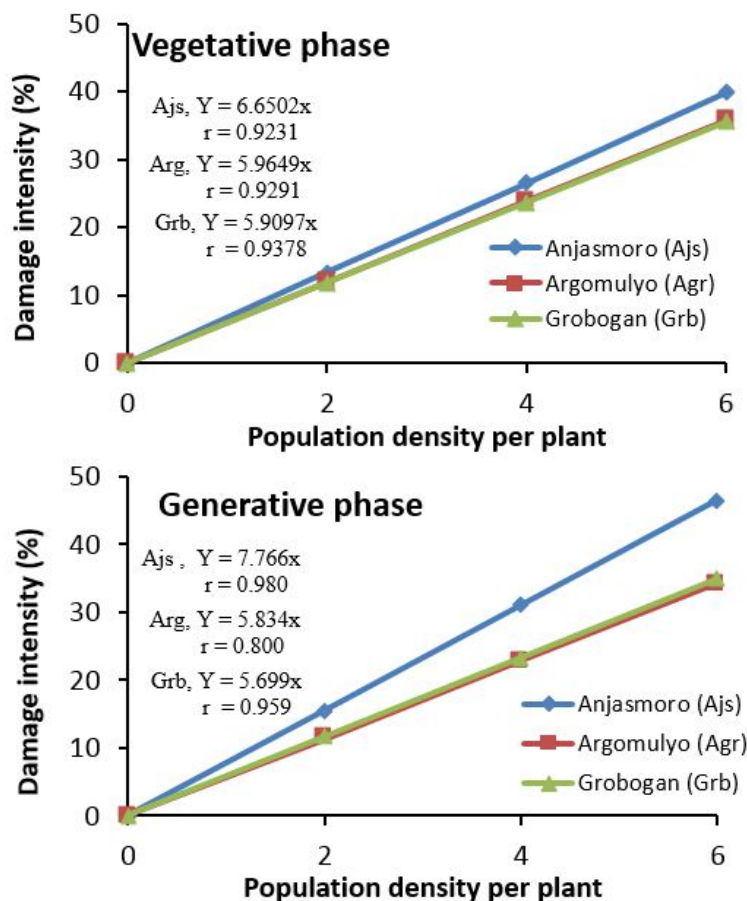 Vegetative phase
Damage intensity (%)
50
40
30
20
10
0
Ajs, Y = 6.6502x
r = 0.9231
Arg, Y = 5.9649x
r = 0.9291
Grb, Y = 5.9097x
r = 0.9378
Anjasmoro (Ajs)
Argomulyo (Agr)
Grobogan (Grb)
0 2 4 6
Population density per plant
Generative phase
Damage intensity (%)
50
40
30
20
10
0
Ajs , Y = 7.766x
r = 0.980
Arg, Y = 5.834x
r = 0.800
Grb, Y = 5.699x
r = 0.959
Anjasmoro (Ajs)
Argomulyo (Agr)
Grobogan (Grb)
0 2 4 6
Population density per plant